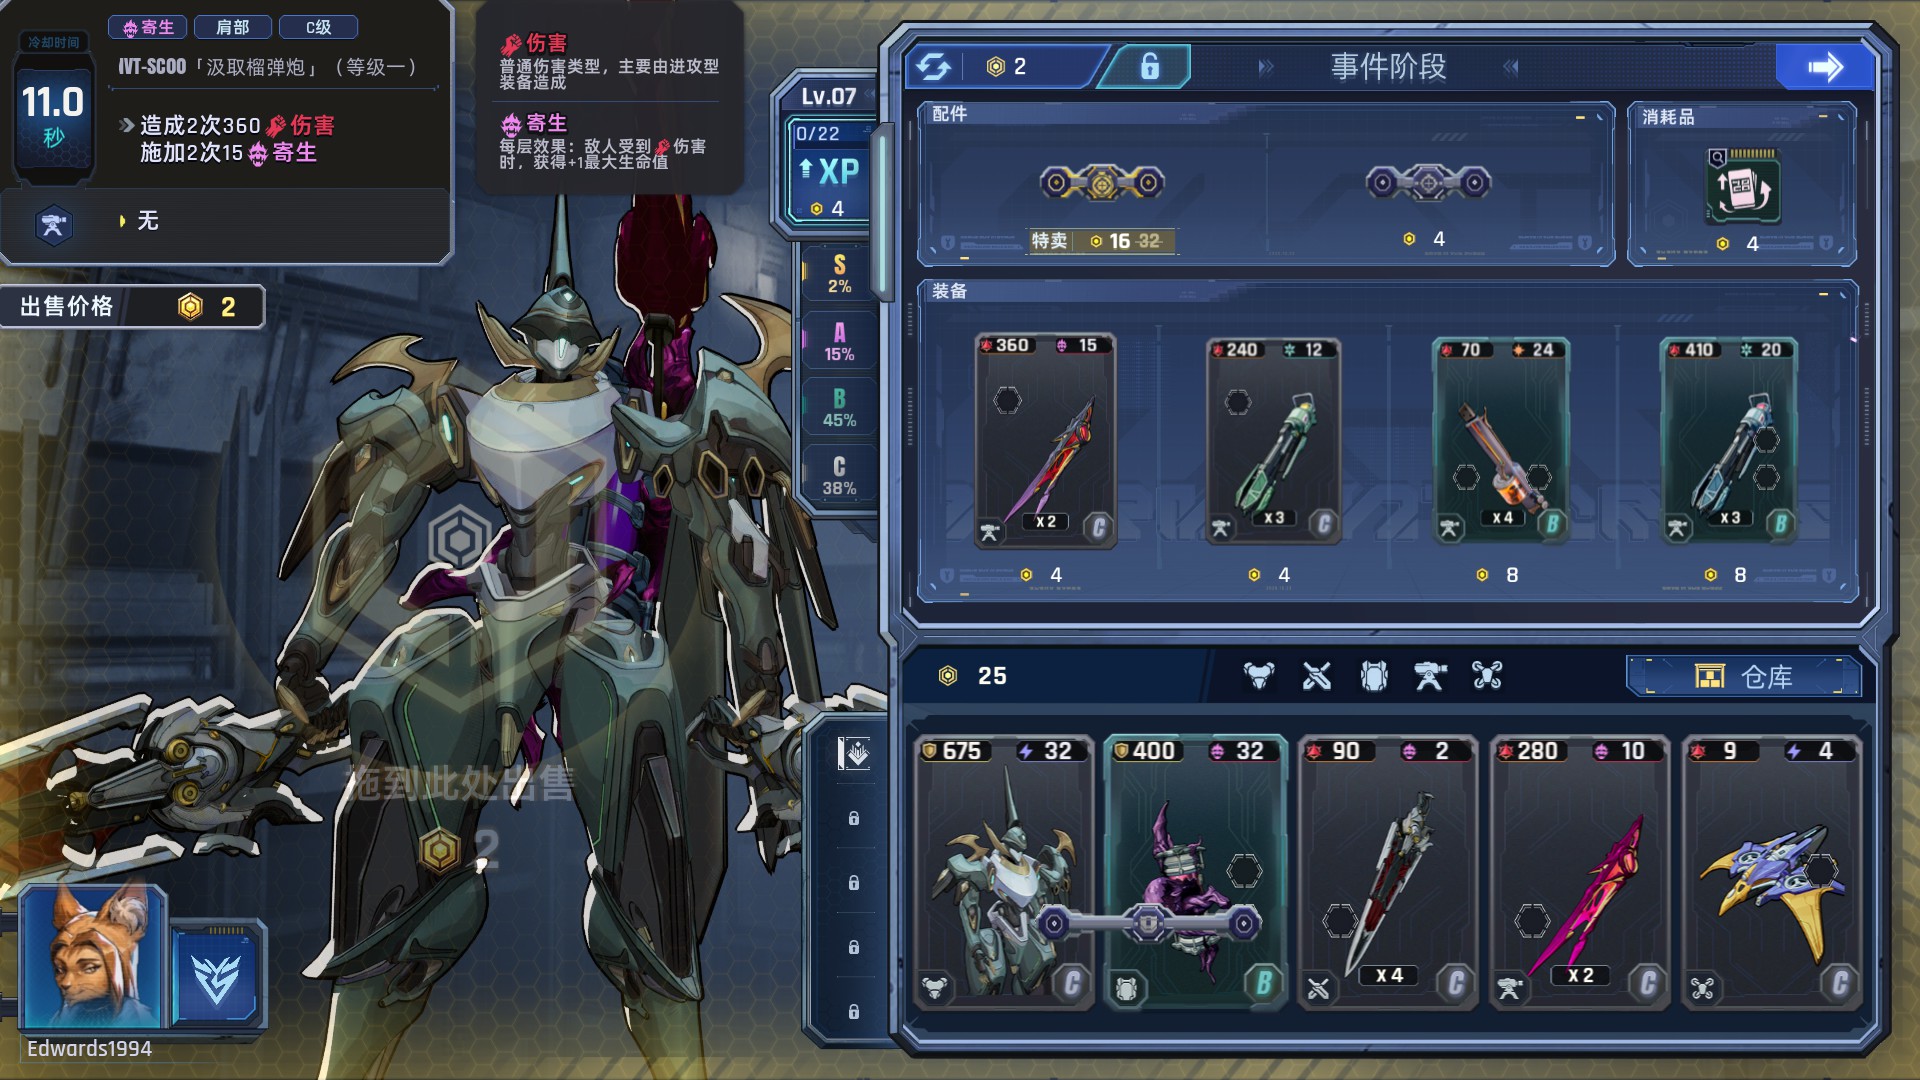 冷却时间
11.0
秒
寄生
肩部
C级
IVT-SC00「汲取榴弹炮」（等级一）
造成2次360伤害
施加2次15寄生
无
出售价格
2
伤害
普通伤害类型，主要由进攻型
装备造成
寄生
每层效果：敌人受到伤害
时，获得+1最大生命值
Lv.07
0/22
XP
4
S
2%
A
15%
B
45%
C
38%
2
事件阶段
配件
特卖 16 32
4
消耗品
4
装备
360 15
x2 C
4
240 12
x3 C
4
70 24
x4 B
8
410 20
x3 B
8
25
仓库
675 32
C
400 32
B
90 2
x4 C
280 10
x2 C
9 4
C
拖到此处出售
2
Edwards1994